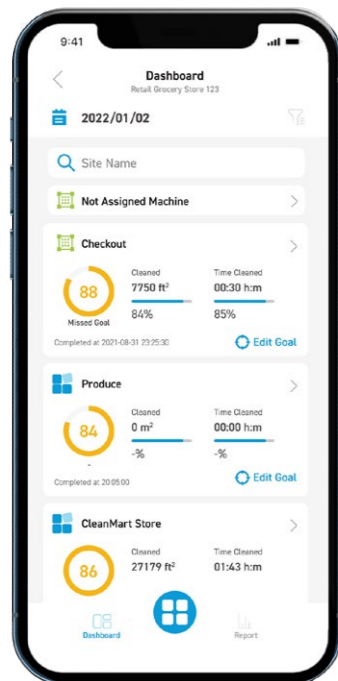 9:41
Dashboard
Retail Grocery Store 123
2022/01/02
Site Name
Not Assigned Machine
Checkout
88
Missed Goal
Cleaned
7750 ft²
84%
Time Cleaned
00:30 h:m
85%
Completed at 2021-08-31 23:25:30
Edit Goal
Produce
84
-
Cleaned
0 m²
-%
Time Cleaned
00:00 h:m
-%
Completed at 20:05:00
Edit Goal
CleanMart Store
86
Cleaned
27179 ft²
Time Cleaned
01:43 h:m
Dashboard
Report